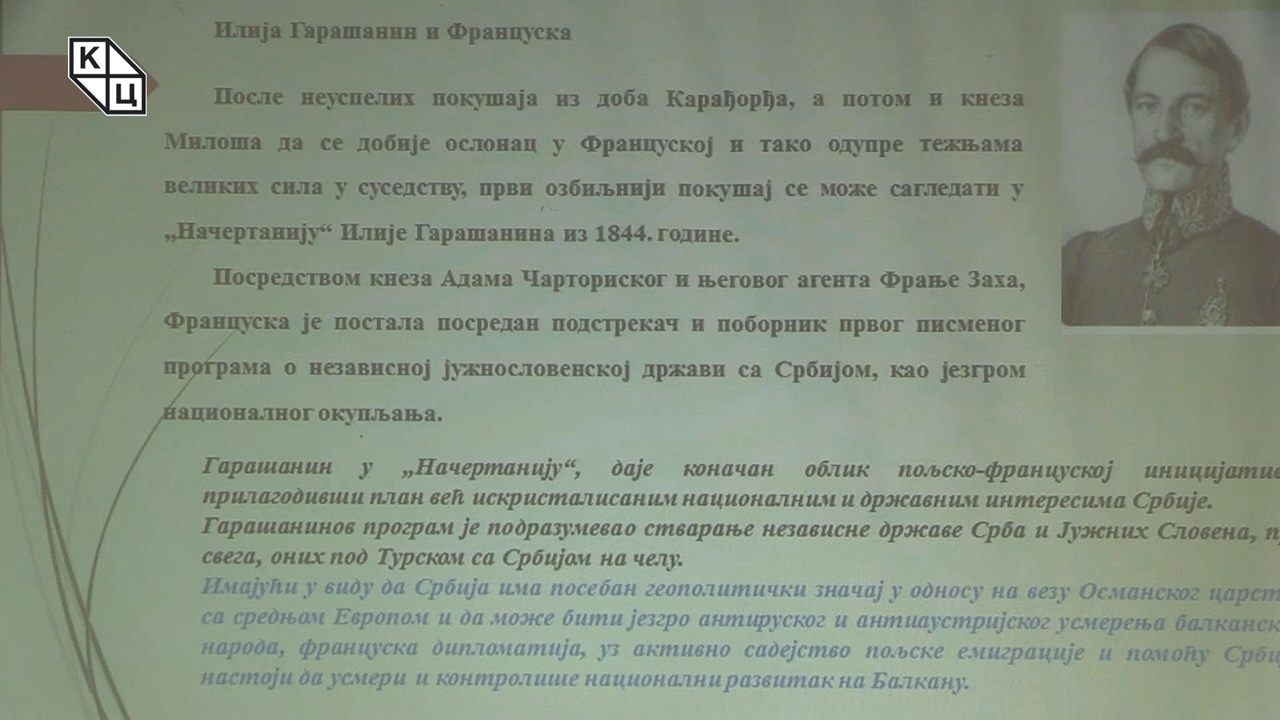 К
Ц
Илија Гарашанин и Француска
После неуспелих покушаја из доба Карађорђа, а потом и кнеза
Милоша да се добије ослонац у Француској и тако одупре тежњама
великих сила у суседству, први озбиљнији покушај се може сагледати у
„Начертанију“ Илије Гарашанина из 1844. године.
Посредством кнеза Адама Чарториског и његовог агента Фрање Заха,
Француска је постала посредан подстрекач и поборник првог писменог
програма о независној јужнословенској држави са Србијом, као језгром
националног окупљања.
Гарашанин у „Начертанију“, даје коначан облик пољско-француској иницијативе
прилагодивши план већ искристалисаним националним и државним интересима Србије.
Гарашанинов програм је подразумевао стварање независне државе Срба и Јужних Словена,
свега, оних под Турском са Србијом на челу.
Имајући у виду да Србија има посебан геополитички значај у односу на везу Османског
са средњом Европом и да може бити језгро антируског и антиаустријског усмерења
народа, француска дипломатија, уз активно садејство пољске емиграције и помоћу
настоји да усмери и контролише национални развитак на Балкану.